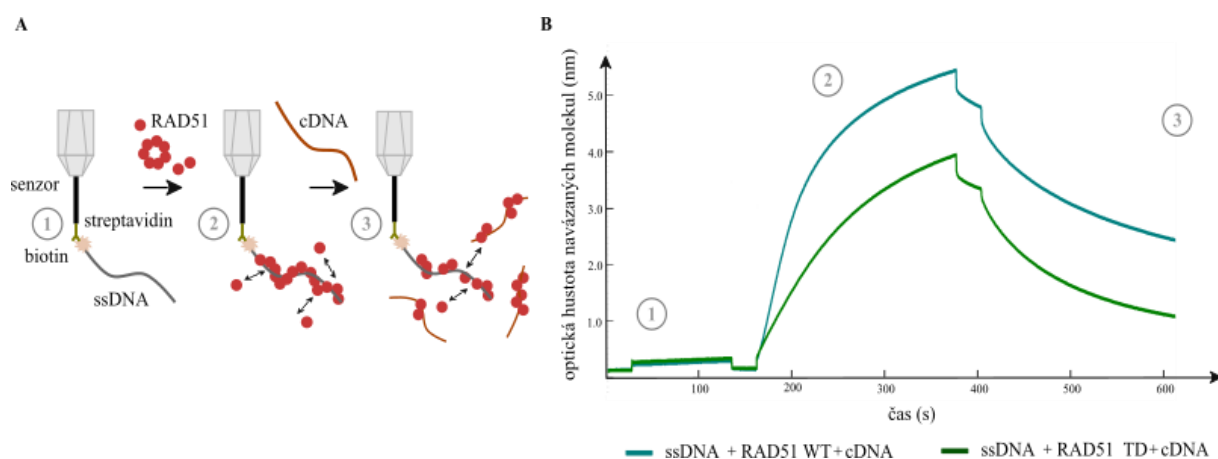 A
RAD51
cDNA
senzor
1
streptavidin
2
3
biotin
ssDNA
B
optická hustota navázaných molekul (nm)
5.0
4.0
3.0
2.0
1.0
1
2
3
100
200
300
400
500
600
čas (s)
ssDNA + RAD51 WT + cDNA
ssDNA + RAD51 TD + cDNA